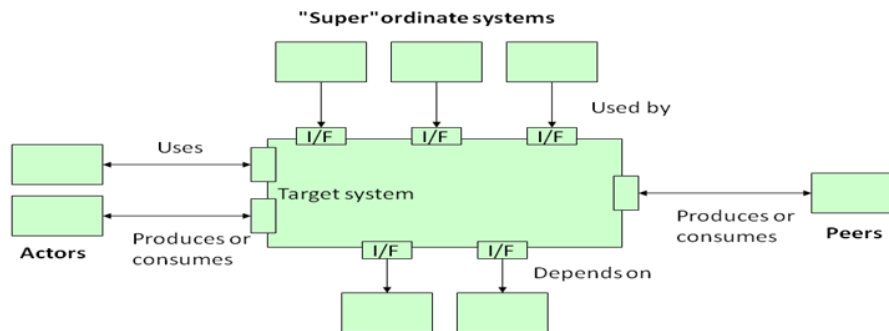 "Super"ordinate systems
Used by
I/F
I/F
I/F
Uses
Target system
Produces or
consumes
Actors
Produces or
consumes
Peers
I/F
I/F
Depends on